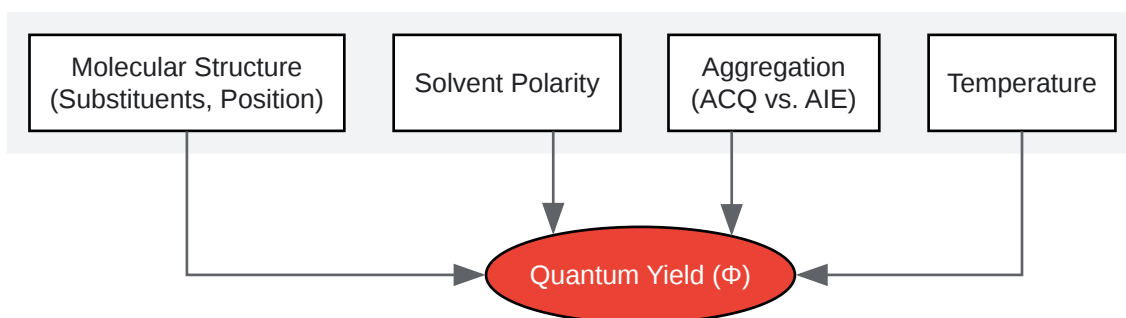 Molecular Structure
(Substituents, Position)
Solvent Polarity
Aggregation
(ACQ vs. AIE)
Temperature
Quantum Yield (Φ)